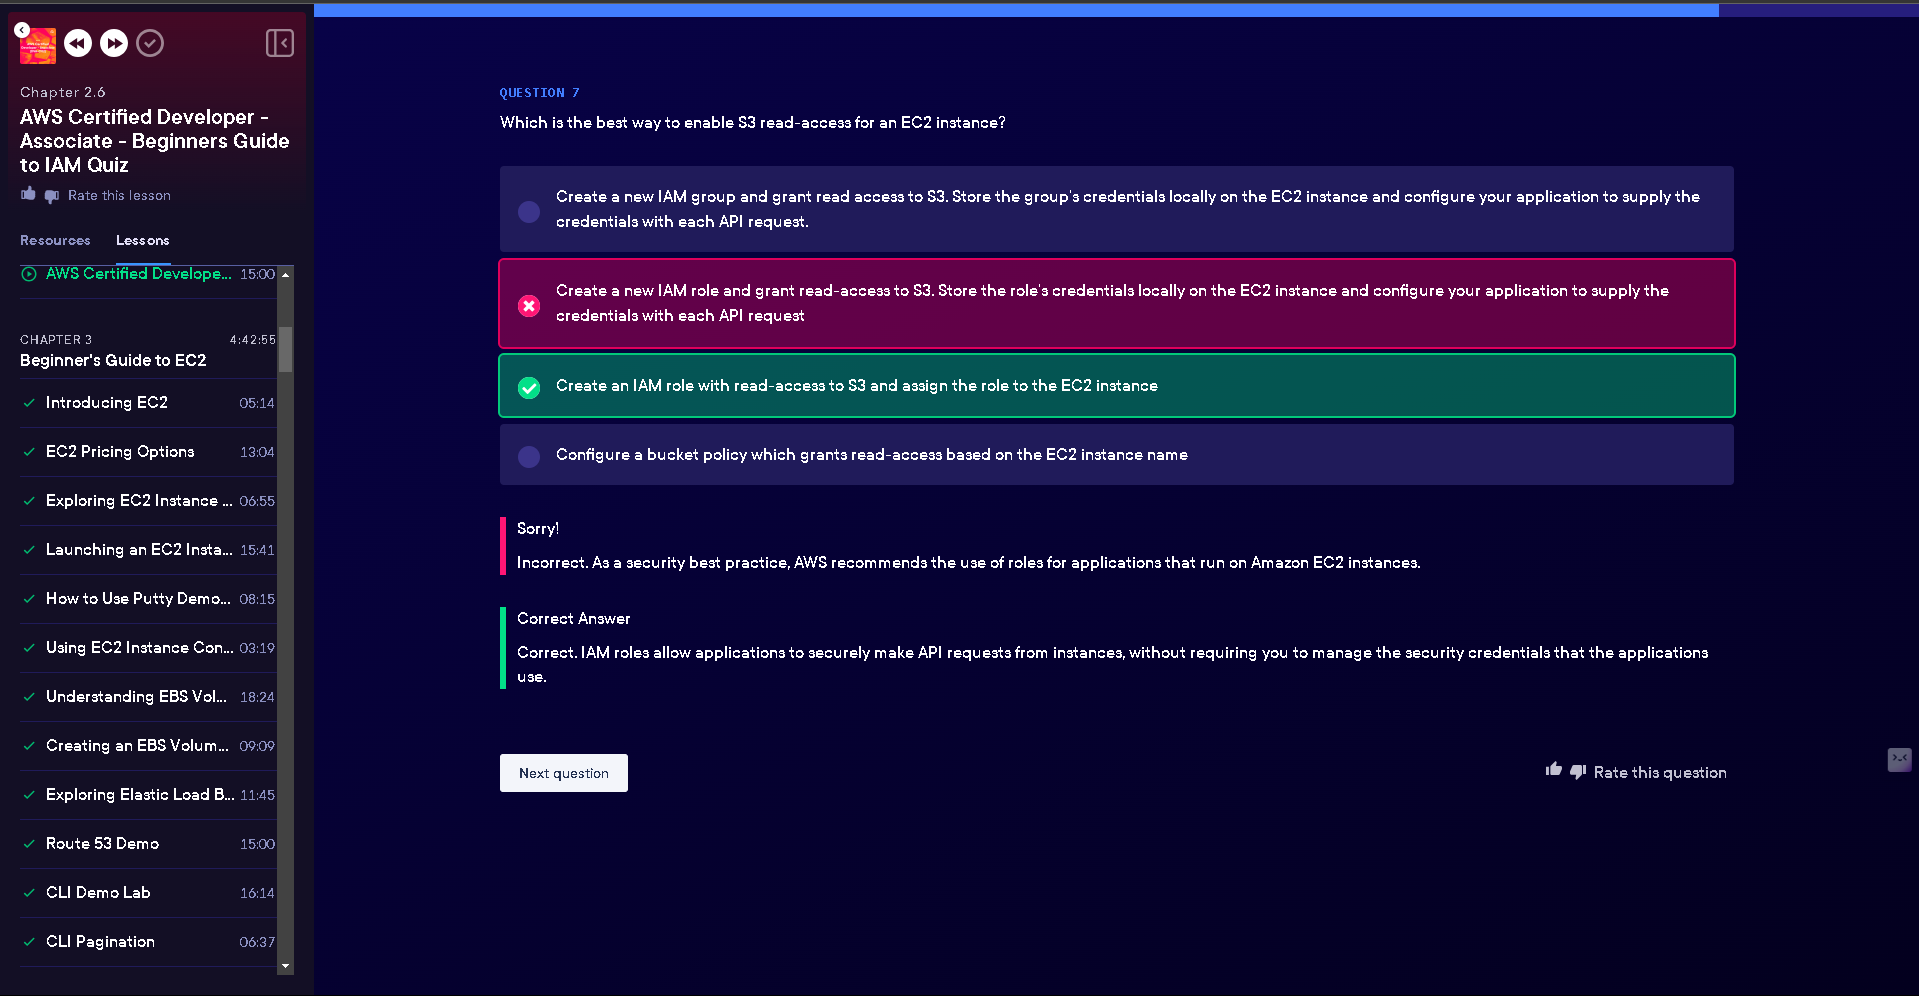 Chapter 2.6
AWS Certified Developer -
Associate - Beginners Guide
to IAM Quiz
Rate this lesson
Resources Lessons
AWS Certified Develope... 15:00
CHAPTER 3 4:42:55
Beginner's Guide to EC2
Introducing EC2 05:14
EC2 Pricing Options 13:04
Exploring EC2 Instance ... 06:55
Launching an EC2 Insta... 15:41
How to Use Putty Demo... 08:15
Using EC2 Instance Con... 03:19
Understanding EBS Vol... 18:24
Creating an EBS Volum... 09:09
Exploring Elastic Load B... 11:45
Route 53 Demo 15:00
CLI Demo Lab 16:14
CLI Pagination 06:37
QUESTION 7
Which is the best way to enable S3 read-access for an EC2 instance?
Create a new IAM group and grant read access to S3. Store the group's credentials locally on the EC2 instance and configure your application to supply the
credentials with each API request.
Create a new IAM role and grant read-access to S3. Store the role's credentials locally on the EC2 instance and configure your application to supply the
credentials with each API request
Create an IAM role with read-access to S3 and assign the role to the EC2 instance
Configure a bucket policy which grants read-access based on the EC2 instance name
Sorry!
Incorrect. As a security best practice, AWS recommends the use of roles for applications that run on Amazon EC2 instances.
Correct Answer
Correct. IAM roles allow applications to securely make API requests from instances, without requiring you to manage the security credentials that the applications
use.
Next question
Rate this question